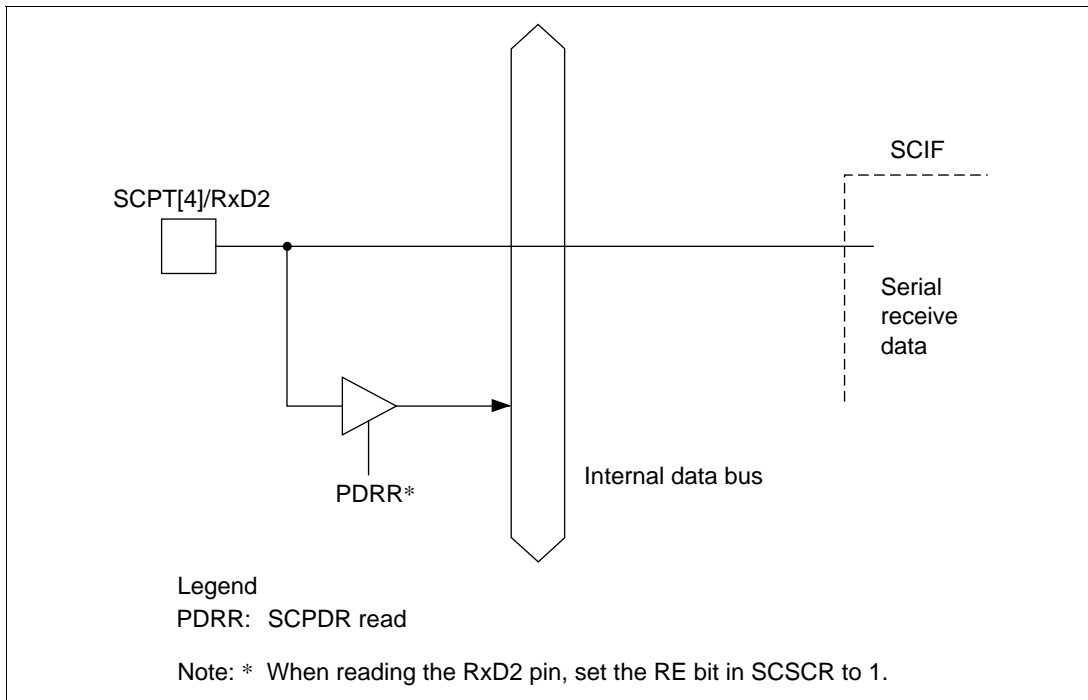 SCIF
SCPT[4]/RxD2
Serial
receive
data
Internal data bus
PDRR*
Legend
PDRR: SCPDR read
Note: * When reading the RxD2 pin, set the RE bit in SCSCR to 1.